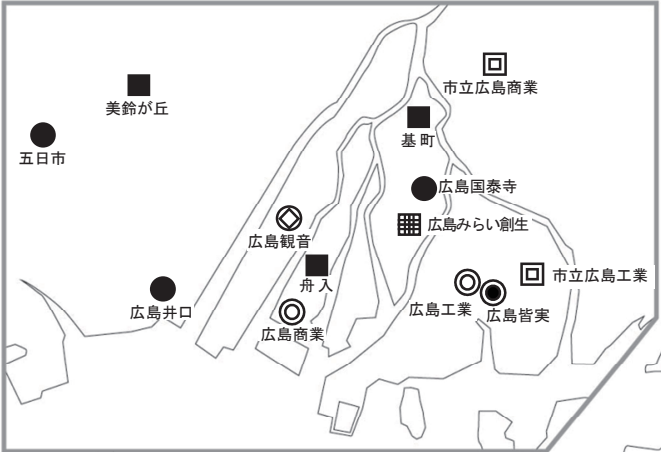 市立広島商業
美鈴が丘
基町
五日市
広島国泰寺
広島みらい創生
広島観音
市立広島工業
舟入
広島井口
広島工業
広島皆実
広島商業